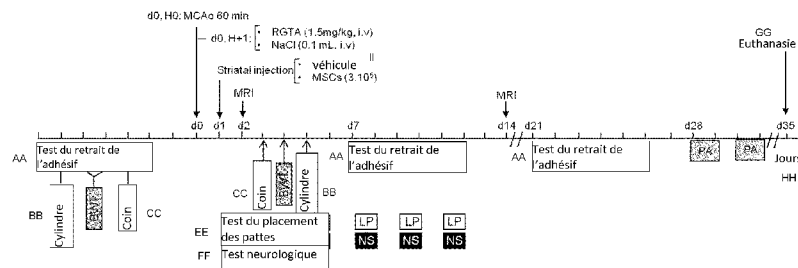 d0, H0: MCAo 60 min
d0, H+1:
• RGTA (1.5mg/kg, i.v)
• NaCl (0.1 mL, i.v)
Striatal injection
II
• véhicule
• MSCs (3.10⁵)
MRI
MRI
GG
Euthanasie
d0 d1 d2 d7 d14 d21 d28 d35
Jours
HH
AA
Test du retrait de
l'adhésif
AA
Test du retrait de
l'adhésif
AA
Test du retrait de
l'adhésif
PA
PA
BB
Cylindre
Coin
CC
CC
Coin
Cylindre
BB
EE
Test du placement
des pattes
LP
LP
LP
FF
Test neurologique
NS
NS
NS